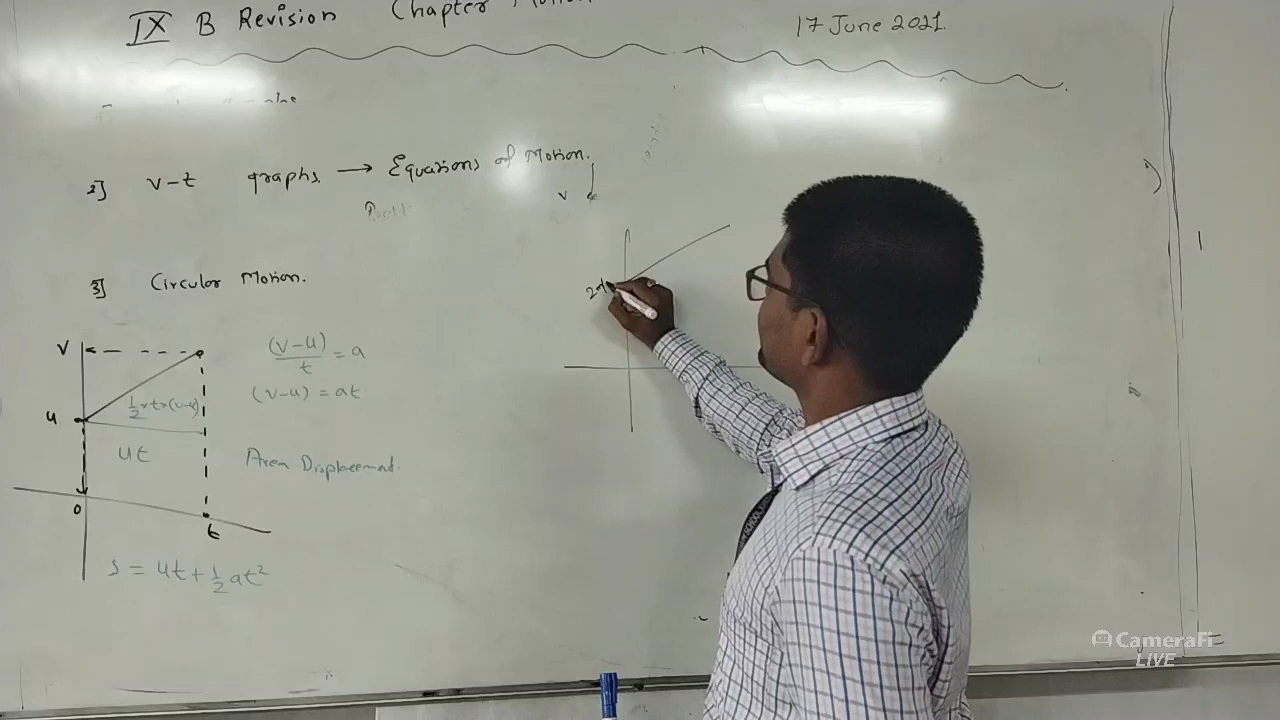 IX B Revision Chapter Motion
17 June 2021.
2] v-t graphs. → Equations of Motion.
v
3] Circular Motion.
v
u
0
t
½×t×(v-u)
ut
(v-u)/t = a
(v-u) = at
Area Displacement.
s = ut + ½at²
2
CameraFi
LIVE